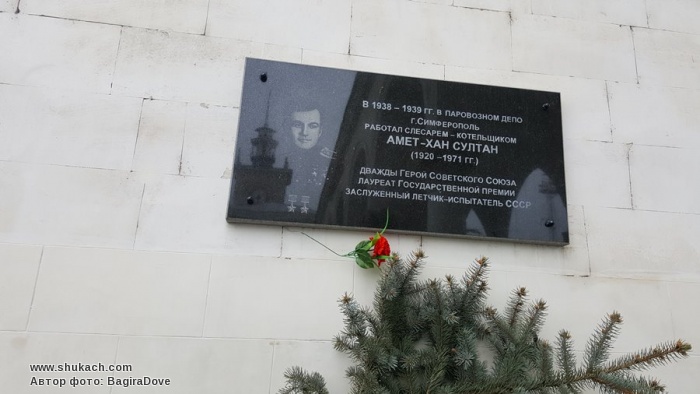 В 1938 – 1939 ГГ. В ПАРОВОЗНОМ ДЕПО
Г.СИМФЕРОПОЛЬ
РАБОТАЛ СЛЕСАРЕМ – КОТЕЛЬЩИКОМ
АМЕТ-ХАН СУЛТАН
(1920 –1971 ГГ.)
ДВАЖДЫ ГЕРОЙ СОВЕТСКОГО СОЮЗА
ЛАУРЕАТ ГОСУДАРСТВЕННОЙ ПРЕМИИ
ЗАСЛУЖЕННЫЙ ЛЕТЧИК–ИСПЫТАТЕЛЬ СССР
www.shukach.com
Автор фото: BagiraDove